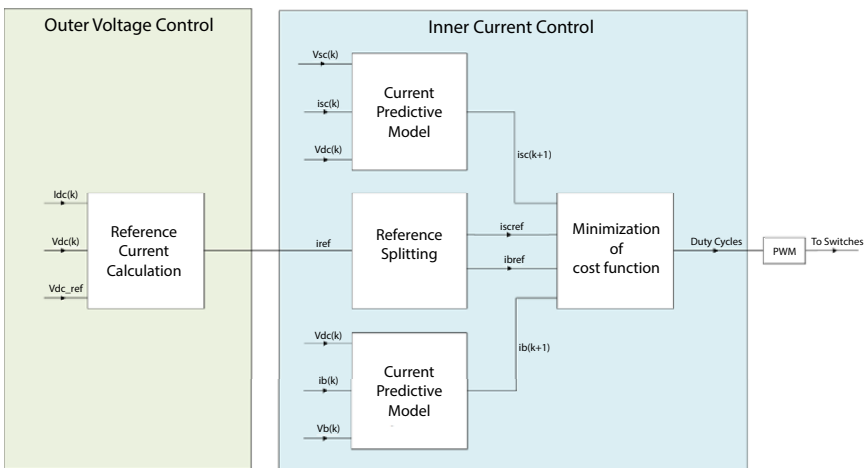 Outer Voltage Control
Inner Current Control
Vsc(k)
isc(k)
Vdc(k)
Current
Predictive
Model
isc(k+1)
Idc(k)
Vdc(k)
Vdc_ref
Reference
Current
Calculation
iref
Reference
Splitting
iscref
ibref
Minimization
of
cost function
Duty Cycles
PWM
To Switches
Vdc(k)
ib(k)
Vb(k)
Current
Predictive
Model
ib(k+1)